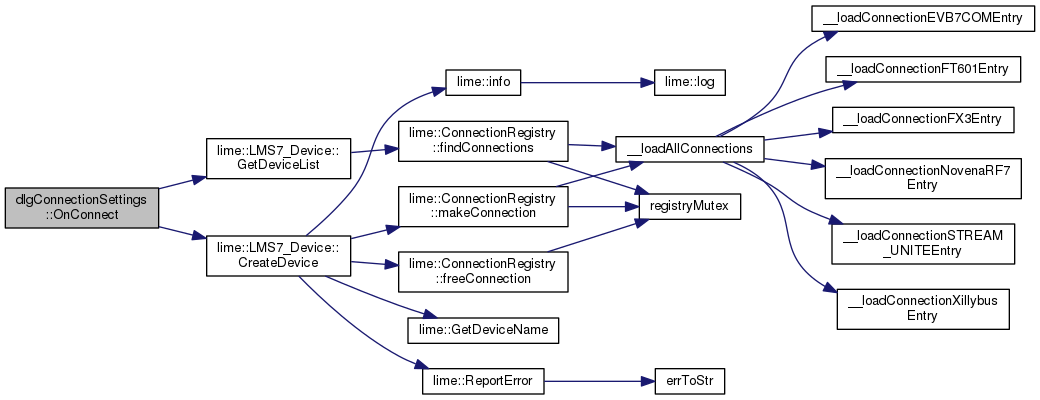 dlgConnectionSettings
::OnConnect
lime::LMS7_Device::
GetDeviceList
lime::LMS7_Device::
CreateDevice
lime::info
lime::ConnectionRegistry
::findConnections
lime::ConnectionRegistry
::makeConnection
lime::ConnectionRegistry
::freeConnection
lime::GetDeviceName
lime::ReportError
lime::log
__loadAllConnections
registryMutex
errToStr
__loadConnectionEVB7COMEntry
__loadConnectionFT601Entry
__loadConnectionFX3Entry
__loadConnectionNovenaRF7
Entry
__loadConnectionSTREAM
_UNITEEntry
__loadConnectionXillybus
Entry